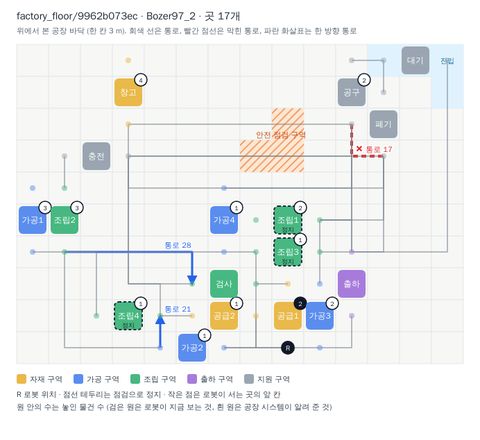 factory_floor/9962b073ec · Bozer97_2 · 곳 17개
위에서 본 공장 바닥 (한 칸 3 m). 회색 선은 통로, 빨간 점선은 막힌 통로, 파란 화살표는 한 방향 통로
대기
진입
4
창고
2
공구
안전 점검 구역
폐기
✕ 통로 17
충전
3
가공1
3
조립2
1
가공4
2
조립1
정지
조립3
정지
통로 28
검사
출하
1
조립4
정지
통로 21
1
공급2
2
공급1
2
가공3
1
가공2
R
자재 구역
가공 구역
조립 구역
출하 구역
지원 구역
R 로봇 위치 · 점선 테두리는 점검으로 정지 · 작은 점은 로봇이 서는 곳의 앞 칸
원 안의 수는 놓인 물건 수 (검은 원은 로봇이 지금 보는 것, 흰 원은 공장 시스템이 알려 준 것)